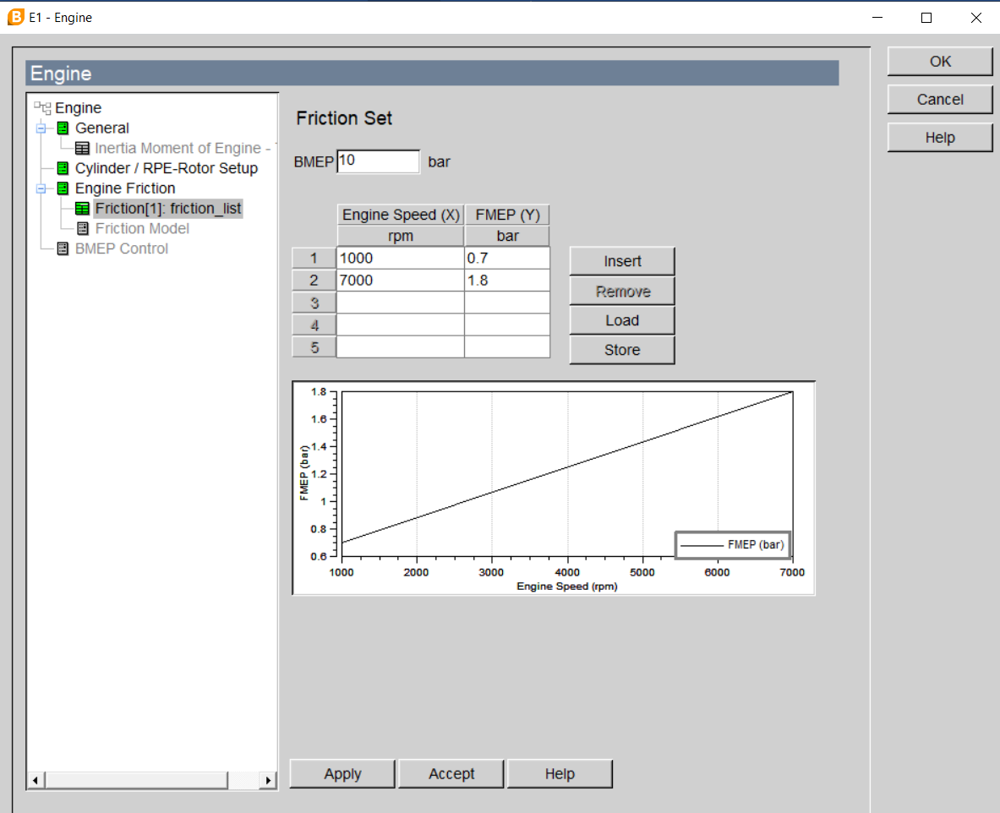 E1 - Engine
OK
Cancel
Help
Engine
Engine
General
Inertia Moment of Engine -
Cylinder / RPE-Rotor Setup
Engine Friction
Friction[1]: friction_list
Friction Model
BMEP Control
Friction Set
BMEP 10 bar
Engine Speed (X) FMEP (Y)
rpm bar
1 1000 0.7
2 7000 1.8
3
4
5
Insert
Remove
Load
Store
1.8
1.6
1.4
1.2
1
0.8
0.6
FMEP (bar)
FMEP (bar)
1000 2000 3000 4000 5000 6000 7000
Engine Speed (rpm)
Apply Accept Help